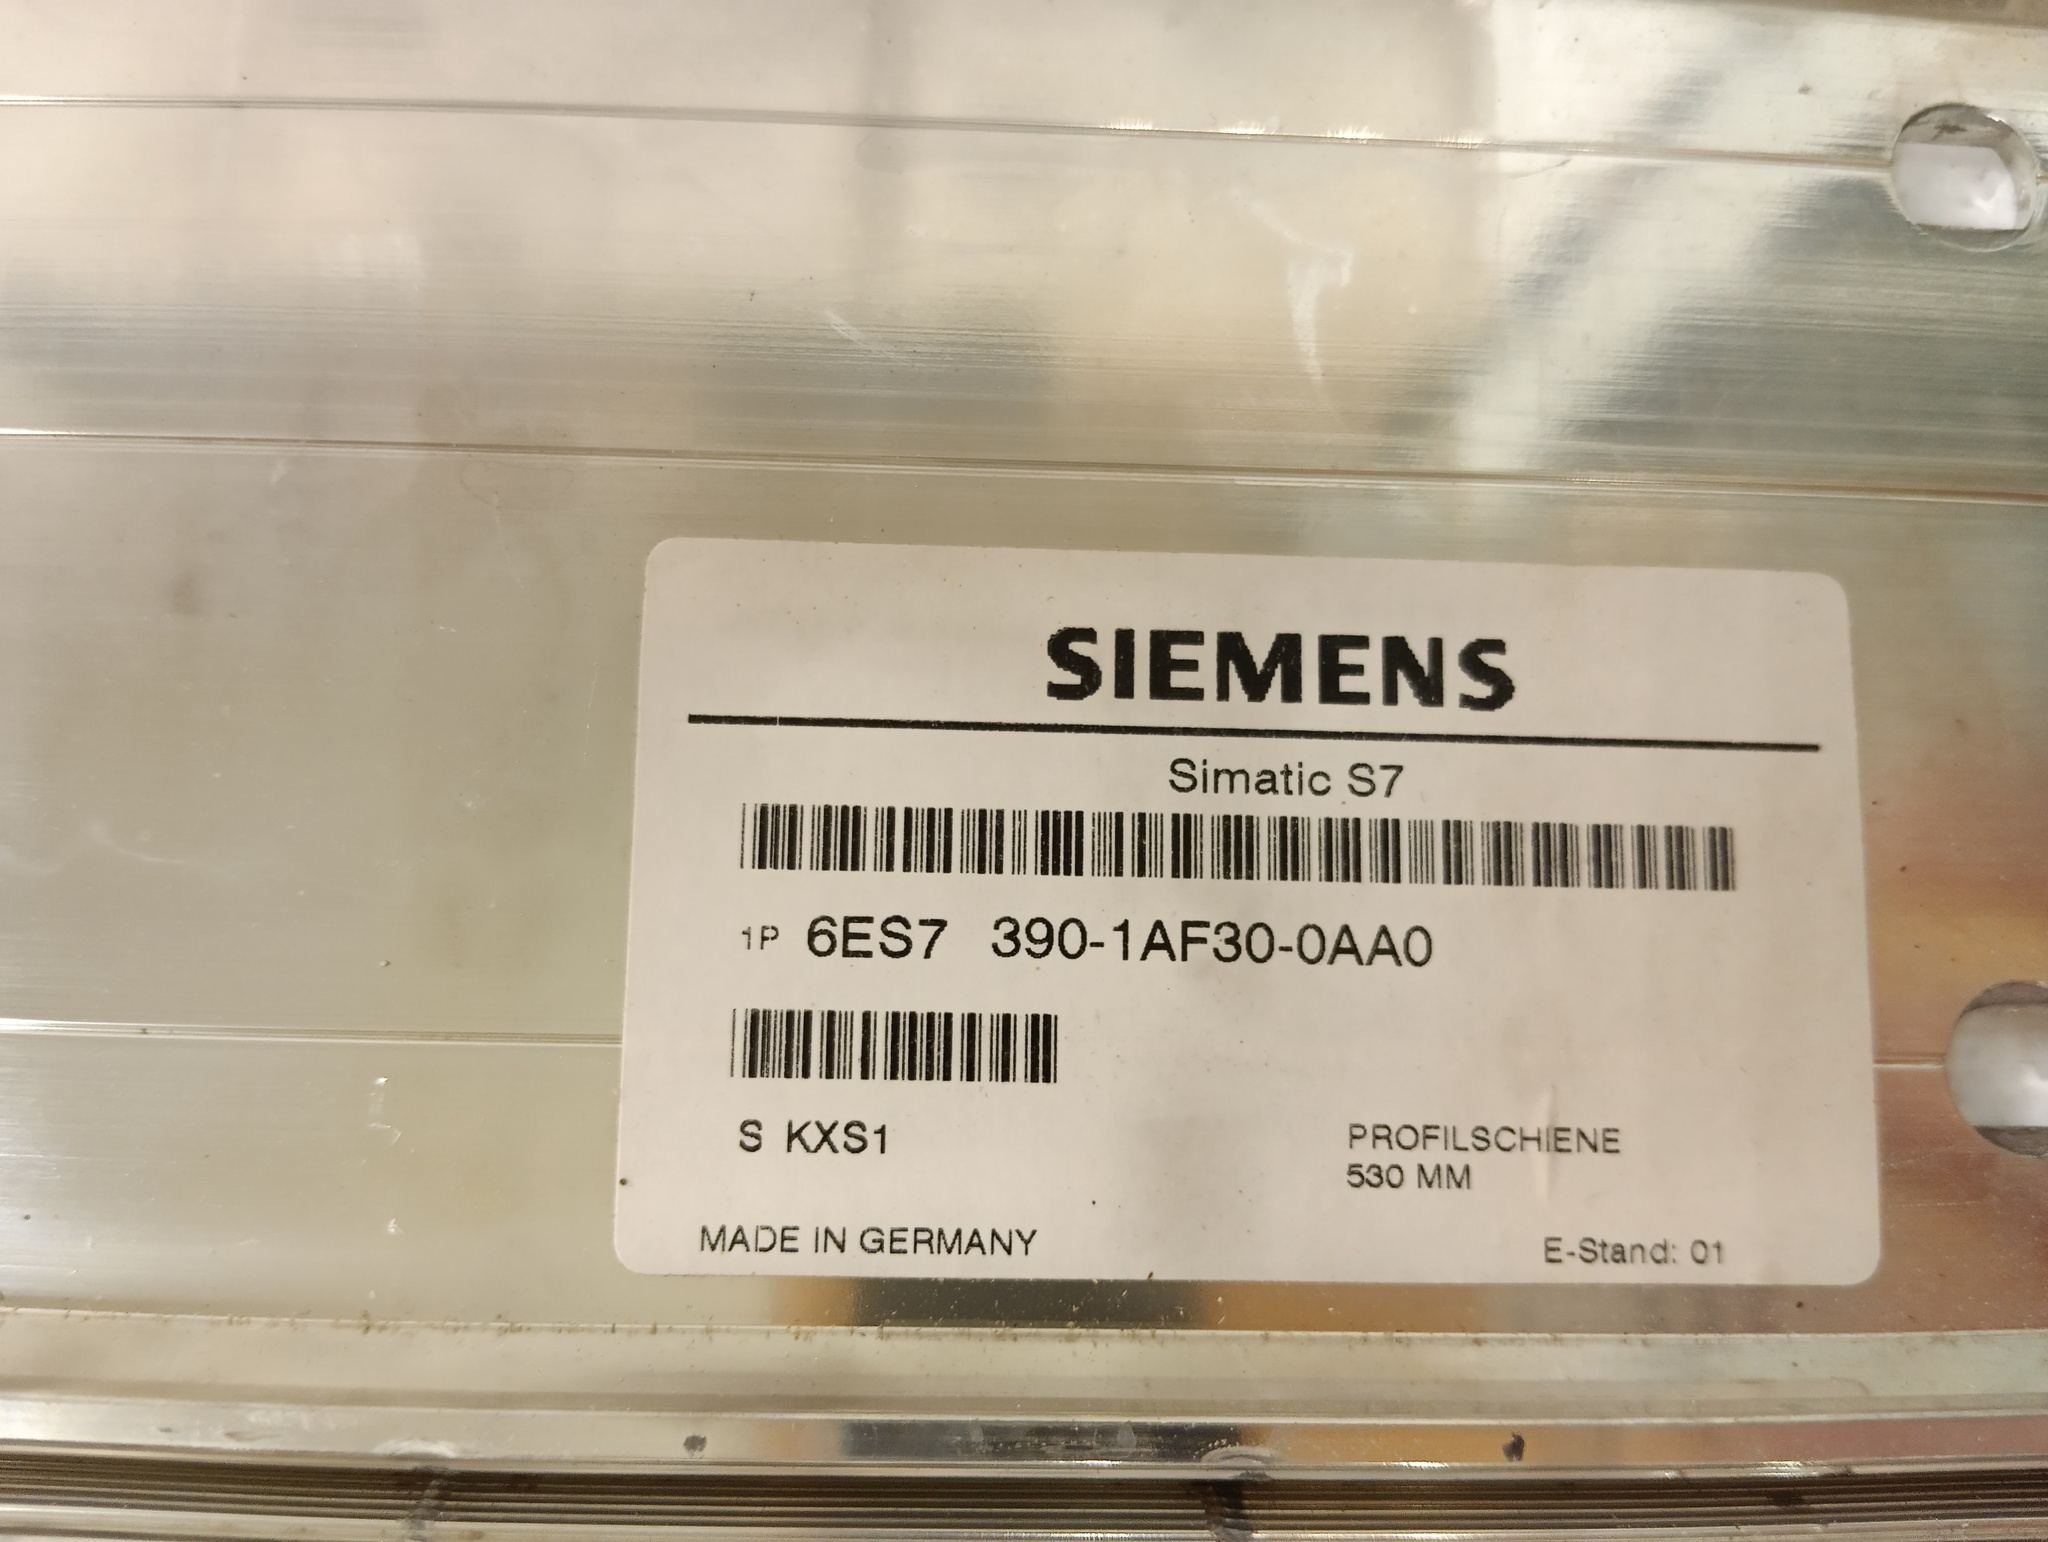 SIEMENS
Simatic S7
1P 6ES7 390-1AF30-0AA0
S KXS1
PROFILSCHIENE
530 MM
MADE IN GERMANY
E-Stand: 01